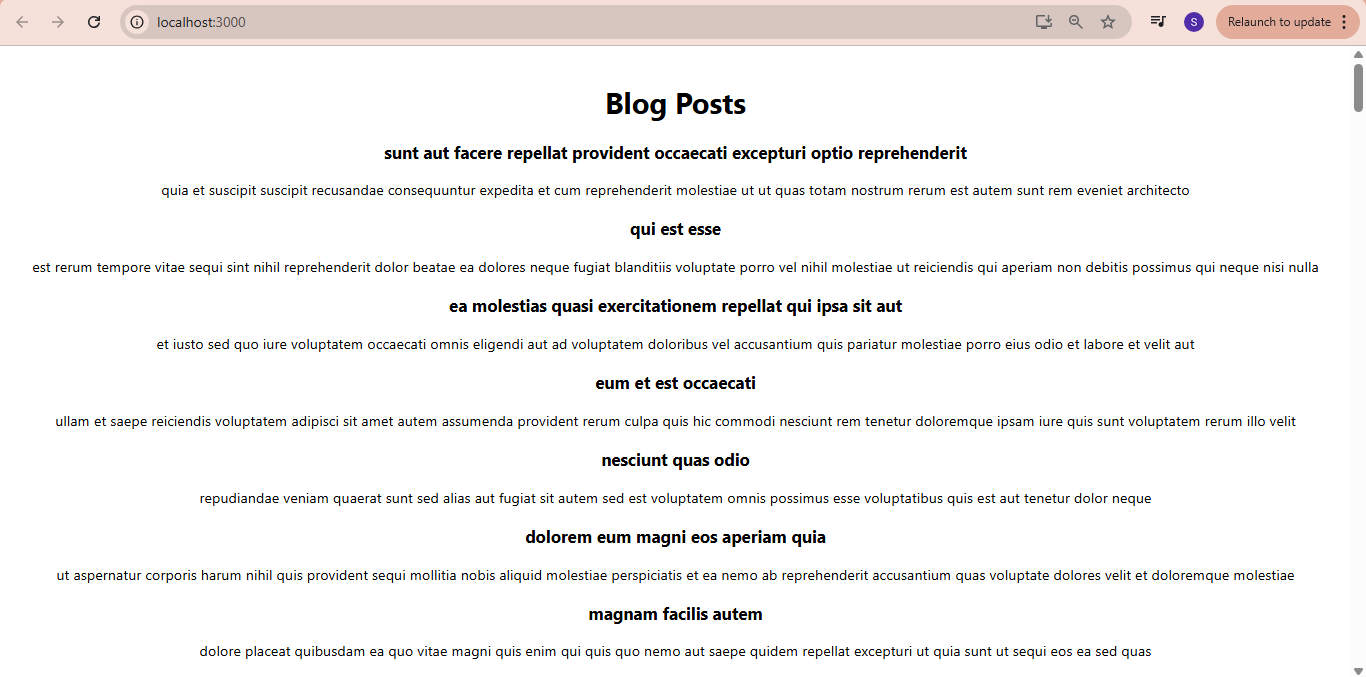 localhost:3000
S
Relaunch to update
Blog Posts
sunt aut facere repellat provident occaecati excepturi optio reprehenderit
quia et suscipit suscipit recusandae consequuntur expedita et cum reprehenderit molestiae ut ut quas totam nostrum rerum est autem sunt rem eveniet architecto
qui est esse
est rerum tempore vitae sequi sint nihil reprehenderit dolor beatae ea dolores neque fugiat blanditiis voluptate porro vel nihil molestiae ut reiciendis qui aperiam non debitis possimus qui neque nisi nulla
ea molestias quasi exercitationem repellat qui ipsa sit aut
et iusto sed quo iure voluptatem occaecati omnis eligendi aut ad voluptatem doloribus vel accusantium quis pariatur molestiae porro eius odio et labore et velit aut
eum et est occaecati
ullam et saepe reiciendis voluptatem adipisci sit amet autem assumenda provident rerum culpa quis hic commodi nesciunt rem tenetur doloremque ipsam iure quis sunt voluptatem rerum illo velit
nesciunt quas odio
repudiandae veniam quaerat sunt sed alias aut fugiat sit autem sed est voluptatem omnis possimus esse voluptatibus quis est aut tenetur dolor neque
dolorem eum magni eos aperiam quia
ut aspernatur corporis harum nihil quis provident sequi mollitia nobis aliquid molestiae perspiciatis et ea nemo ab reprehenderit accusantium quas voluptate dolores velit et doloremque molestiae
magnam facilis autem
dolore placeat quibusdam ea quo vitae magni quis enim qui quis quo nemo aut saepe quidem repellat excepturi ut quia sunt ut sequi eos ea sed quas